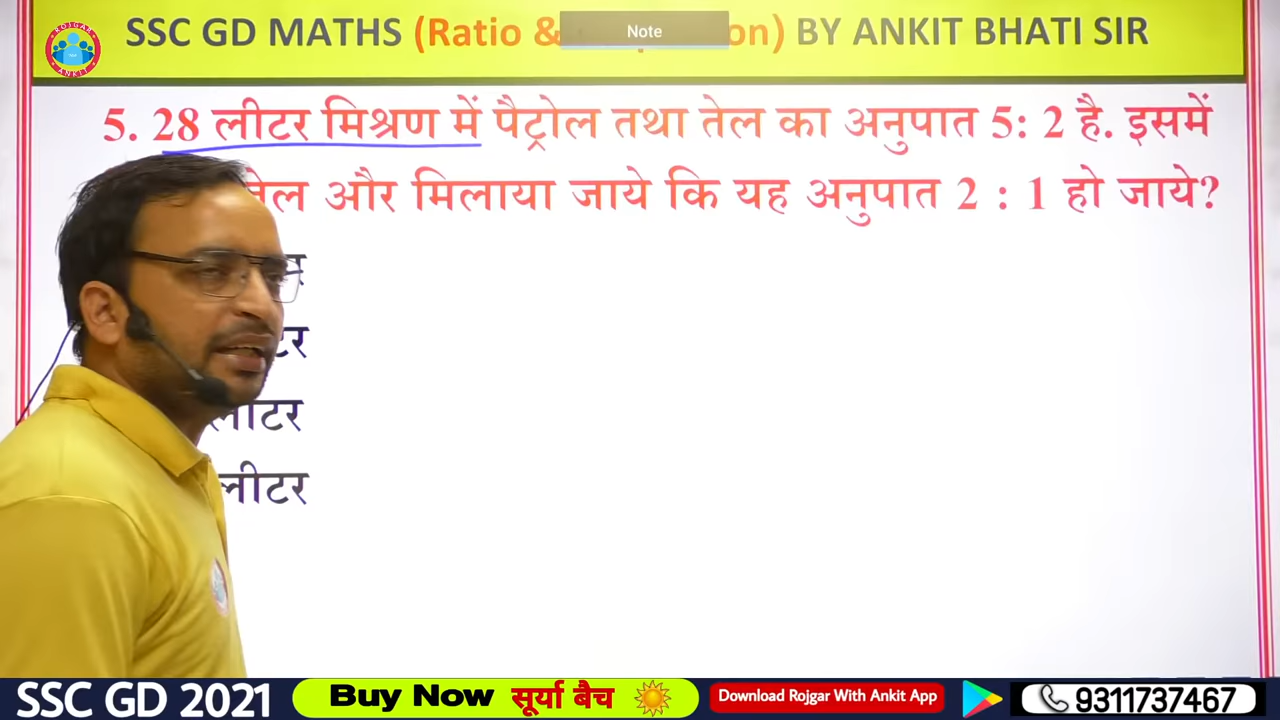 SSC GD MATHS (Ratio & on) BY ANKIT BHATI SIR
Note
ROJGAR
ANKIT
5. 28 लीटर मिश्रण में पैट्रोल तथा तेल का अनुपात 5: 2 है. इसमें
तेल और मिलाया जाये कि यह अनुपात 2 : 1 हो जाये?
टर
लीटर
लीटर
SSC GD 2021
Buy Now सूर्या बैच
Download Rojgar With Ankit App
9311737467